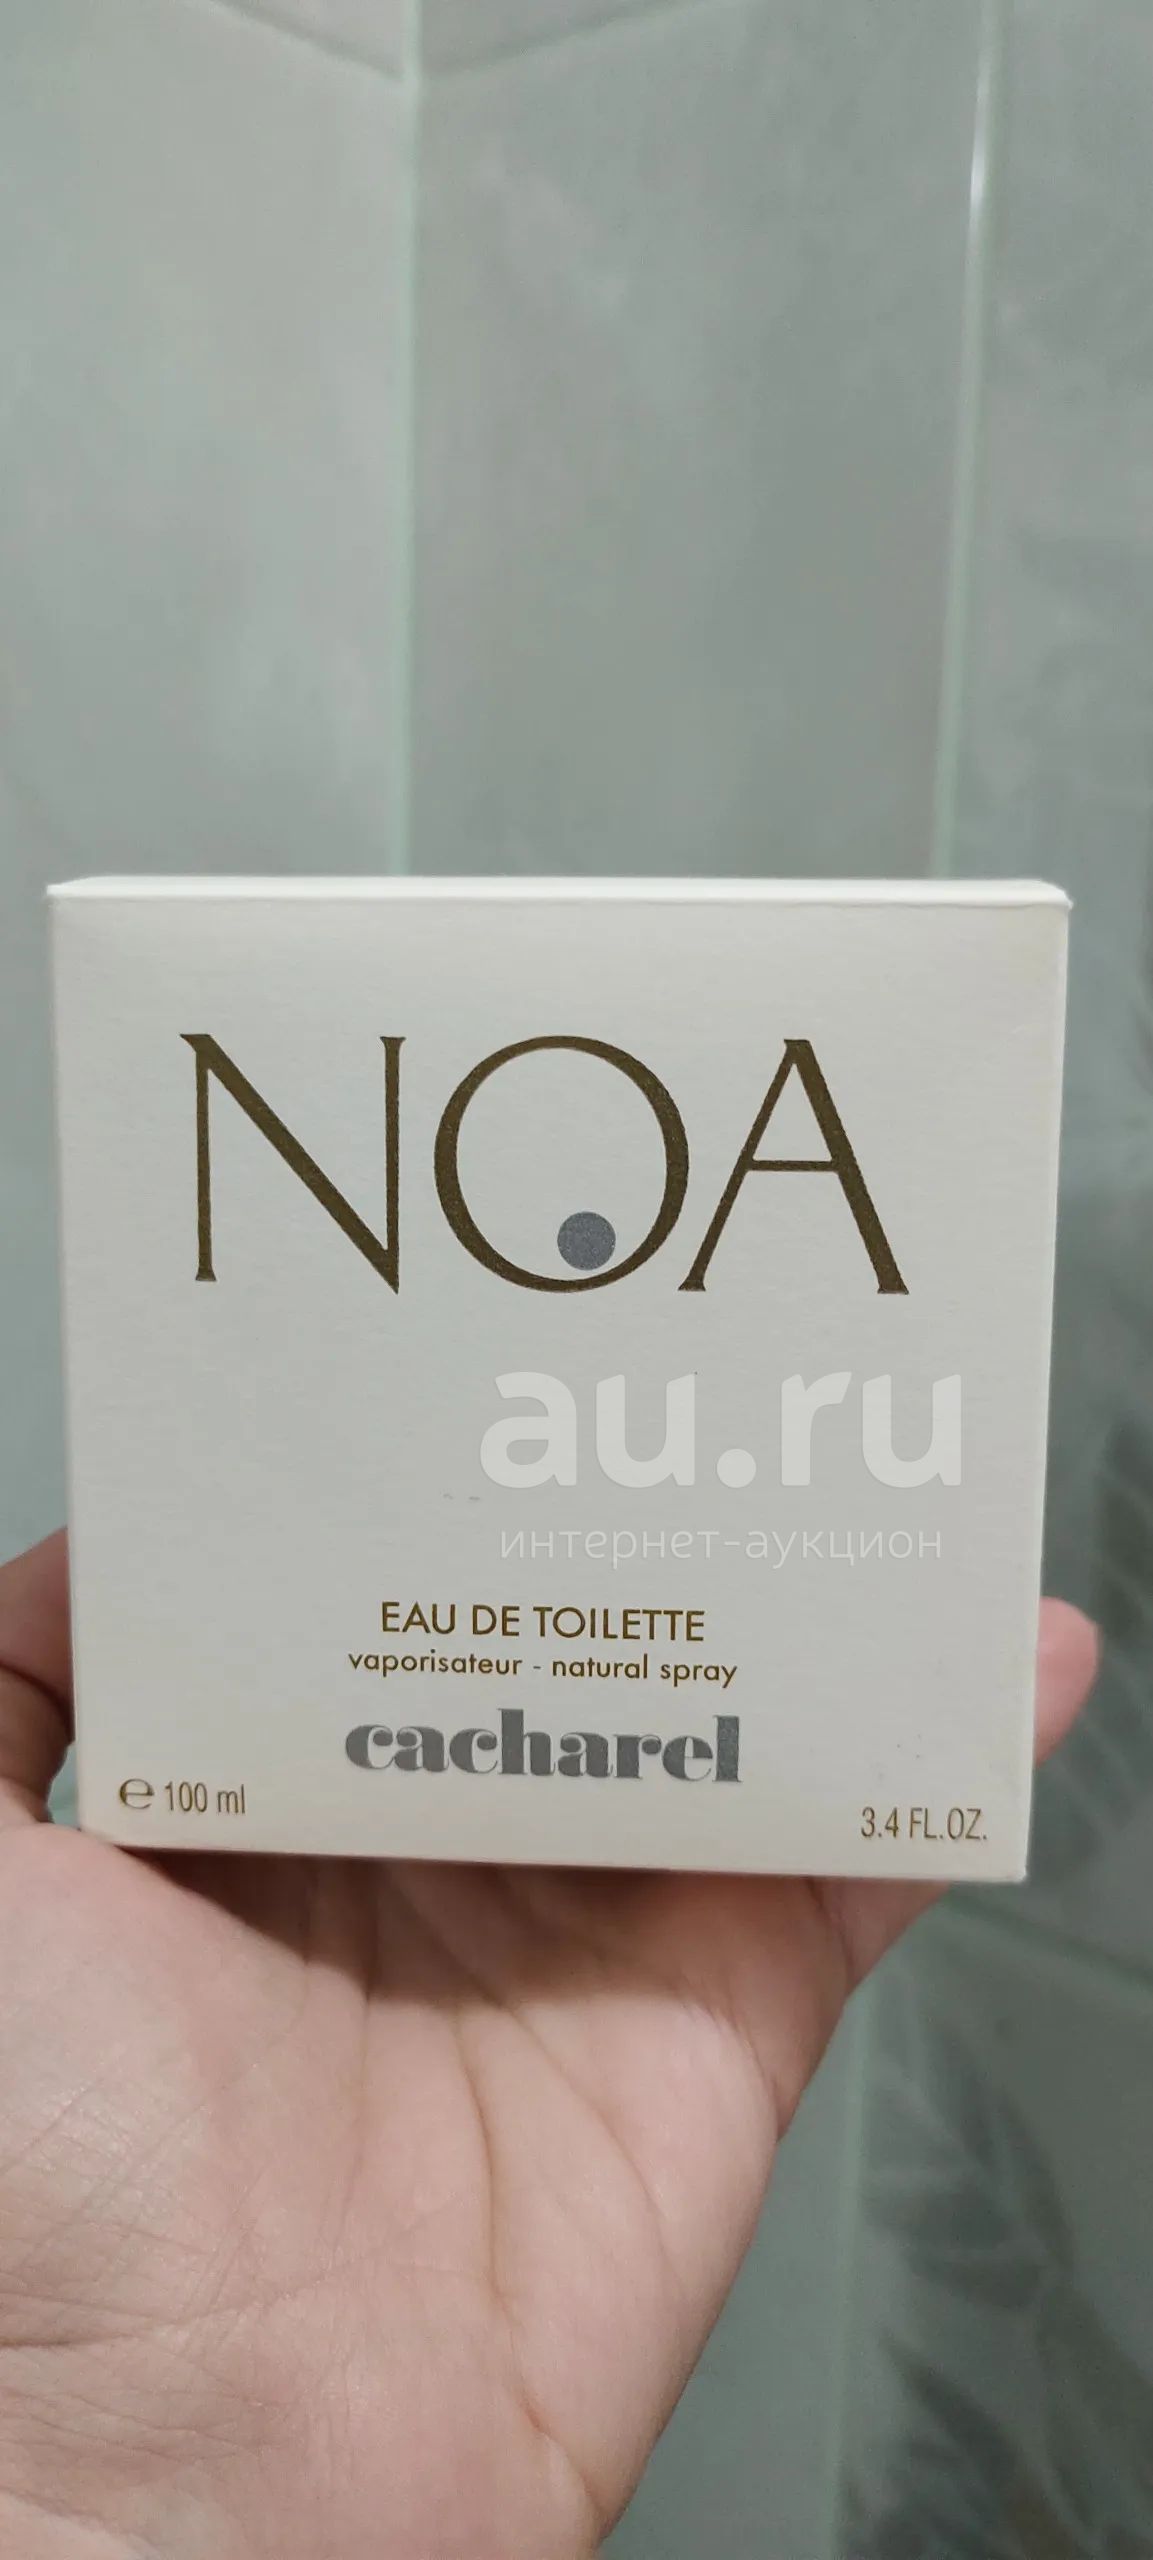 NOA
au.ru
интернет-аукцион
EAU DE TOILETTE
vaporisateur - natural spray
cacharel
℮ 100 ml
3.4 FL.OZ.